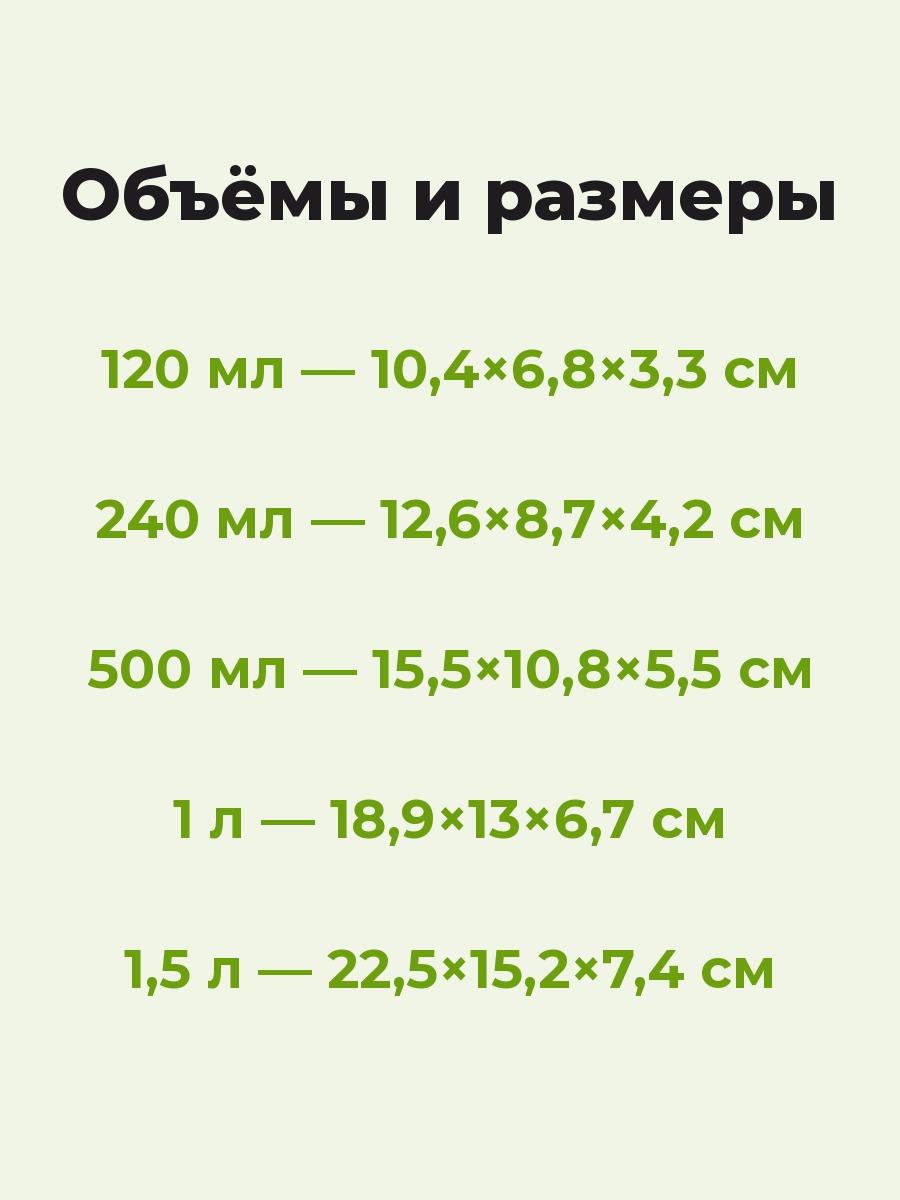 Объёмы и размеры
120 мл — 10,4×6,8×3,3 см
240 мл — 12,6×8,7×4,2 см
500 мл — 15,5×10,8×5,5 см
1 л — 18,9×13×6,7 см
1,5 л — 22,5×15,2×7,4 см